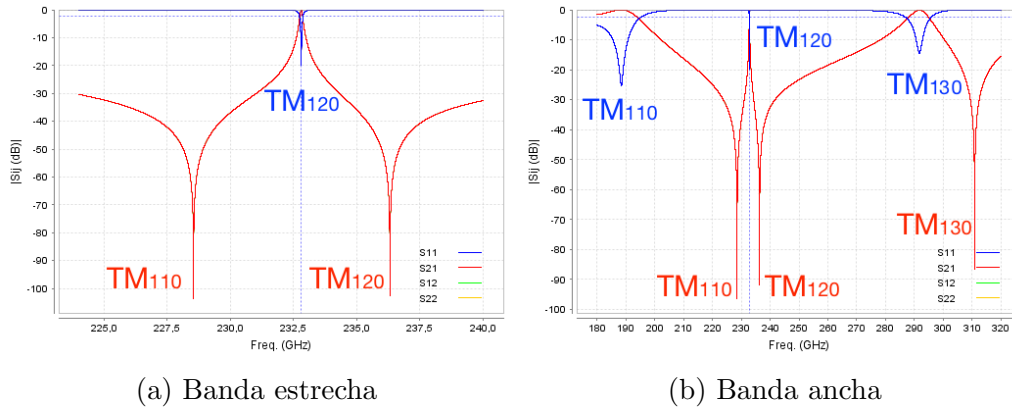 0
-10
-20
-30
-40
-50
-60
-70
-80
-90
-100
|Sij (dB)|
TM120
TM110
TM120
S11
S21
S12
S22
225,0
227,5
230,0
232,5
235,0
237,5
240,0
Freq. (GHz)
(a) Banda estrecha
0
-10
-20
-30
-40
-50
-60
-70
-80
-90
-100
|Sij (dB)|
TM120
TM110
TM130
TM130
TM110
TM120
S11
S21
S12
S22
180
190
200
210
220
230
240
250
260
270
280
290
300
310
320
Freq. (GHz)
(b) Banda ancha